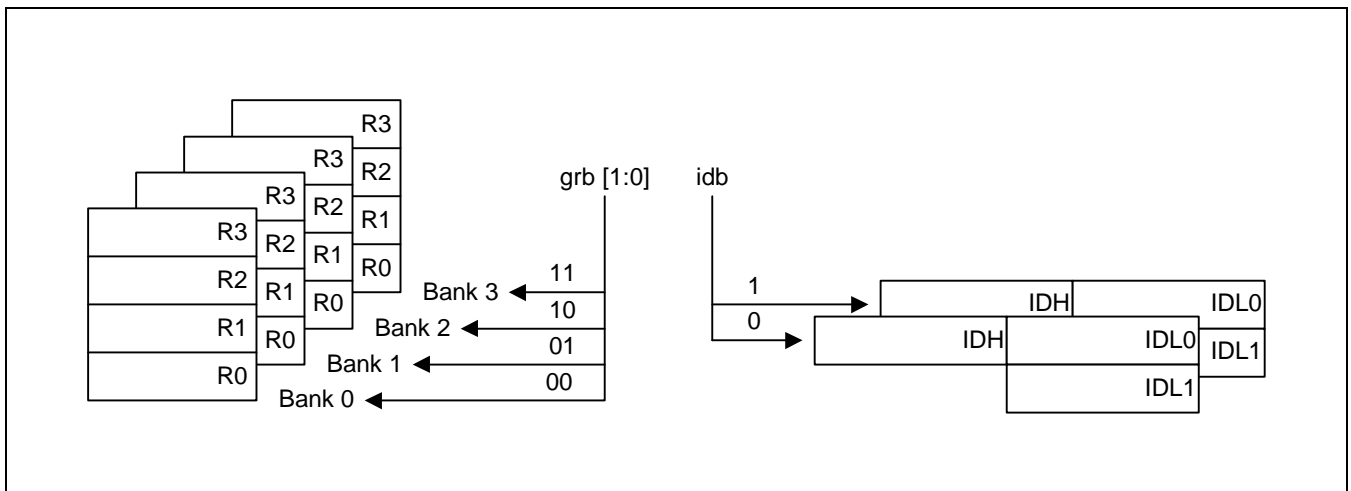 R3
R3
R2
grb [1:0]
idb
R3
R2
R1
R3
R2
R1
R0
R2
R1
R0
Bank 3
11
1
IDH
IDL0
R1
R0
Bank 2
10
0
IDH
IDL0
IDL1
R0
Bank 1
01
IDL1
Bank 0
00